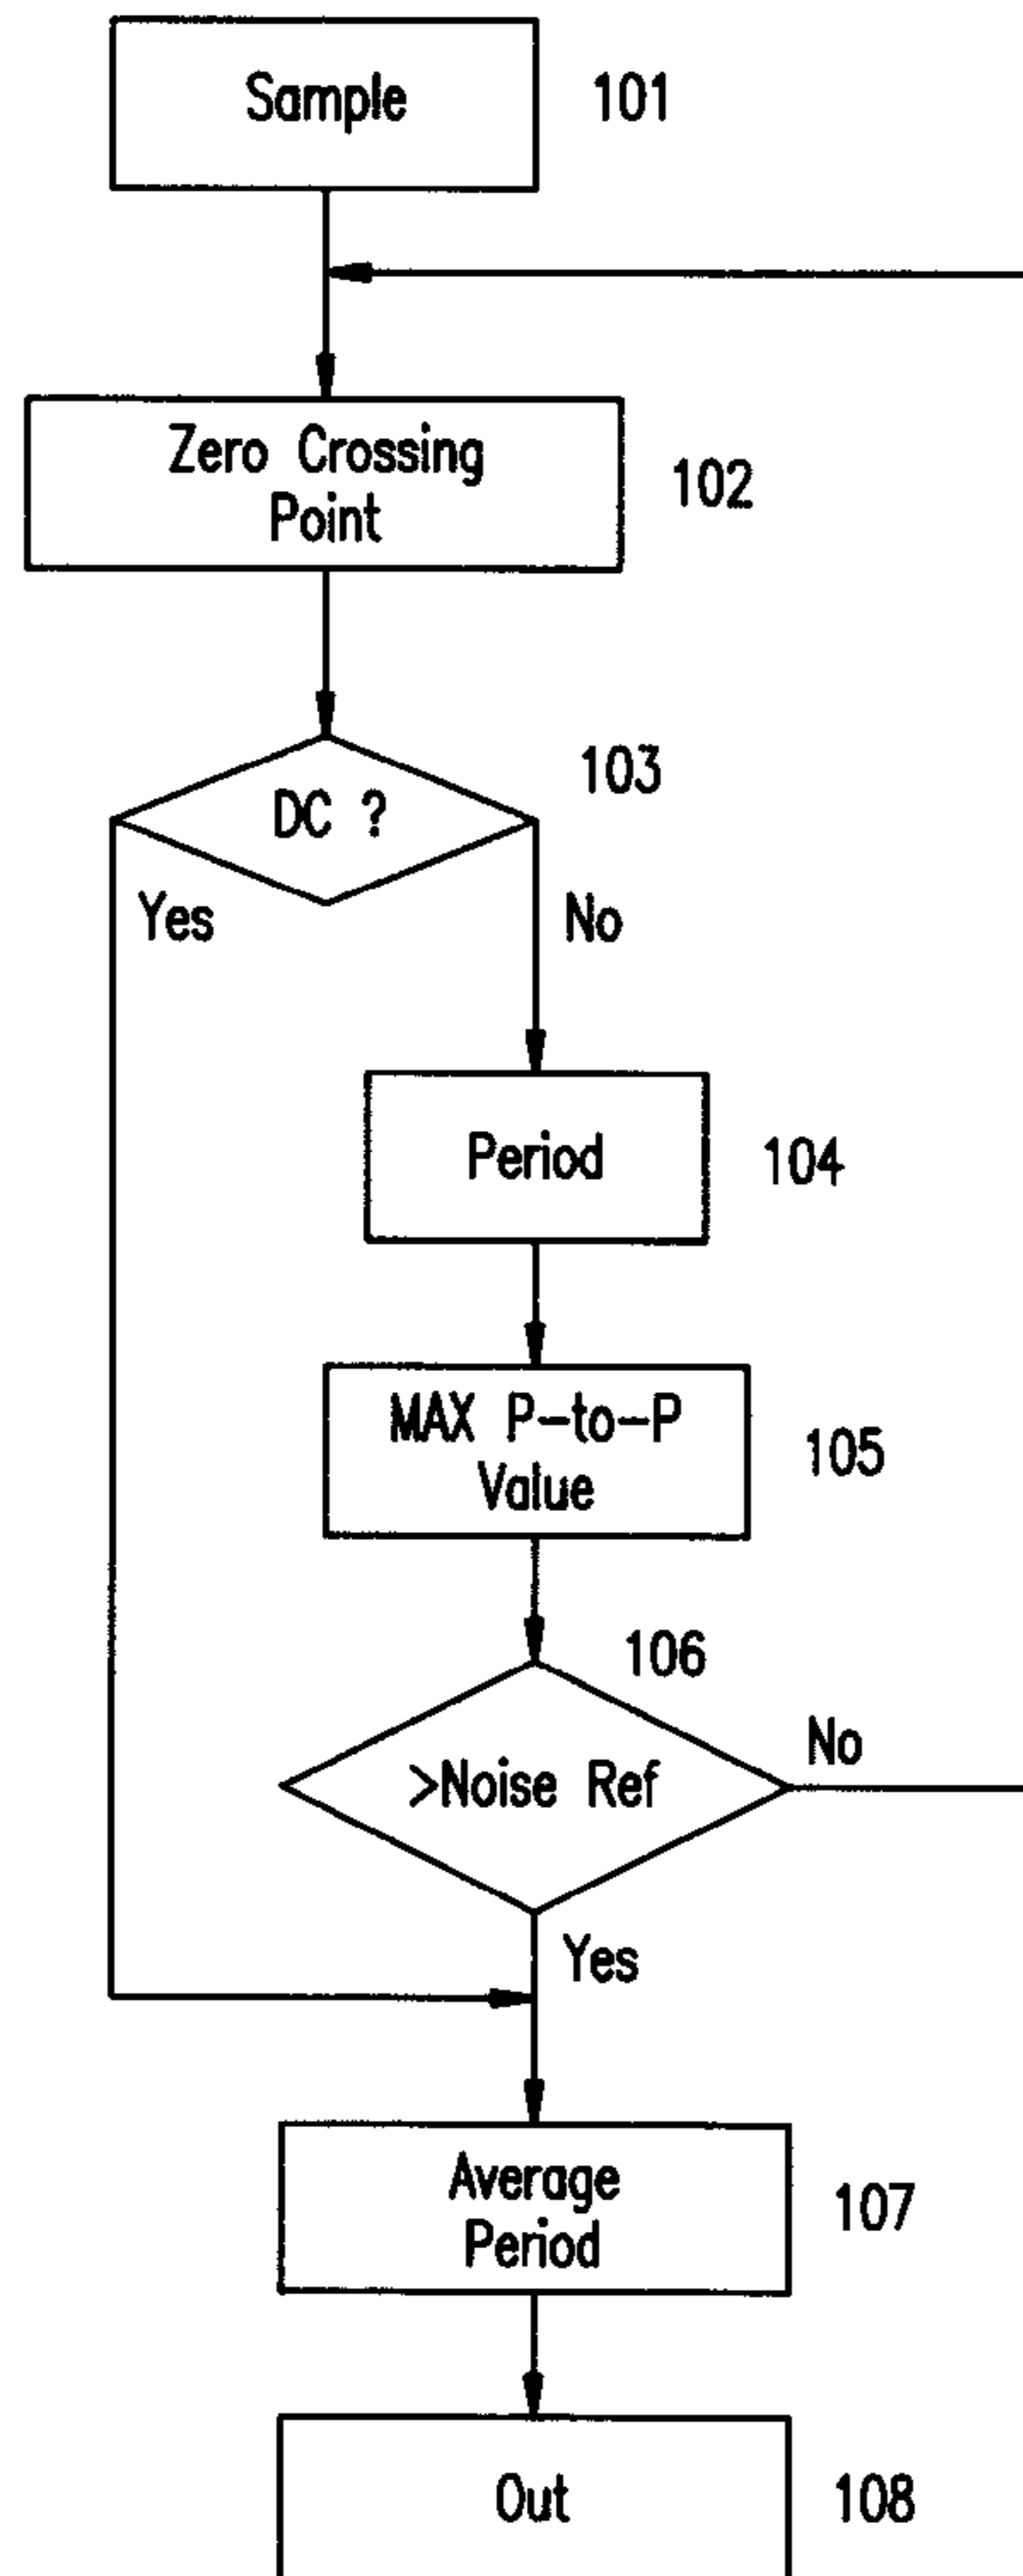 Sample
101
Zero Crossing
Point
102
103
DC ?
Yes
No
Period
104
MAX P-to-P
Value
105
106
>Noise Ref
No
Yes
Average
Period
107
Out
108